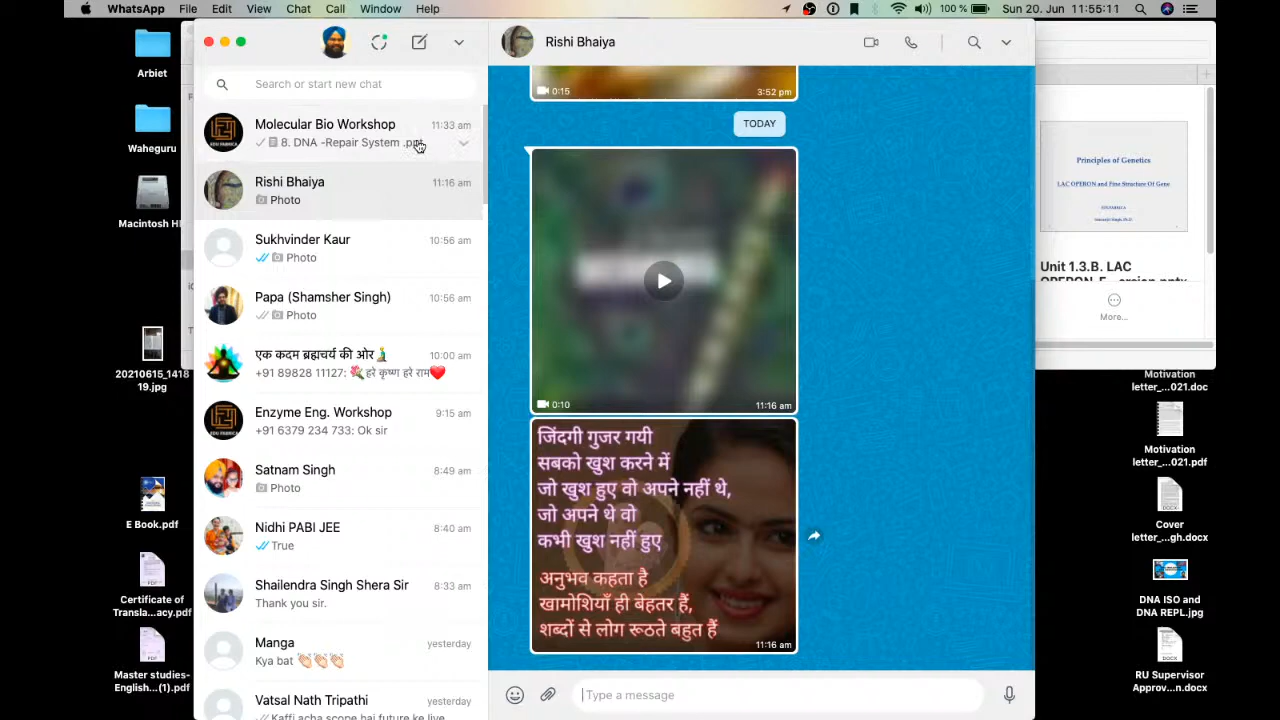 WhatsApp File Edit View Chat Call Window Help 100 % Sun 20. Jun 11:55:11
Arbiet
Waheguru
Macintosh H
20210615_1418
19.jpg
E Book.pdf
Certificate of
Transla...acy.pdf
Master studies-
English...(1).pdf
Search or start new chat
Molecular Bio Workshop 11:33 am
8. DNA -Repair System .ppt
Rishi Bhaiya 11:16 am
Photo
Sukhvinder Kaur 10:56 am
Photo
Papa (Shamsher Singh) 10:56 am
Photo
एक कदम ब्रह्मचर्य की ओर🧘‍♂️ 10:00 am
+91 89828 11127: 💐हरे कृष्ण हरे राम❤️
Enzyme Eng. Workshop 9:15 am
+91 6379 234 733: Ok sir
Satnam Singh 8:49 am
Photo
Nidhi PABI JEE 8:40 am
True
Shailendra Singh Shera Sir 8:33 am
Thank you sir.
Manga yesterday
Kya bat 👏🏻👏🏻👏🏻
Vatsal Nath Tripathi yesterday
Kaffi acha scope hai future ke live
Rishi Bhaiya
0:15 3:52 pm
TODAY
0:10 11:16 am
जिंदगी गुजर गयी
सबको खुश करने में
जो खुश हुए वो अपने नहीं थे,
जो अपने थे वो
कभी खुश नहीं हुए
अनुभव कहता है
खामोशियाँ ही बेहतर हैं,
शब्दों से लोग रूठते बहुत हैं
11:16 am
Type a message
Principles of Genetics
LAC OPERON and Fine Structure Of Gene
Unit 1.3.B. LAC
More...
Motivation
letter_...021.doc
Motivation
letter_...021.pdf
Cover
letter_...gh.docx
DNA ISO and
DNA REPL.jpg
RU Supervisor
Approv...n.docx